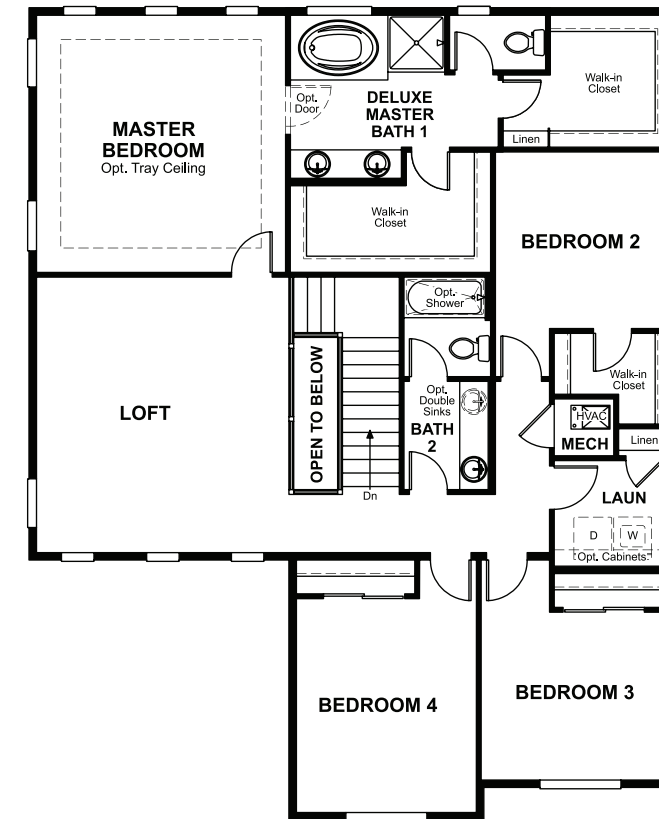 MASTER
BEDROOM
Opt. Tray Ceiling
Opt.
Door
DELUXE
MASTER
BATH 1
Walk-in
Closet
Linen
Walk-in
Closet
BEDROOM 2
Opt.
Shower
LOFT
OPEN TO BELOW
Dn
Opt.
Double
Sinks
BATH
2
Walk-in
Closet
HVAC
MECH
Linen
LAUN
D
W
Opt. Cabinets
BEDROOM 4
BEDROOM 3